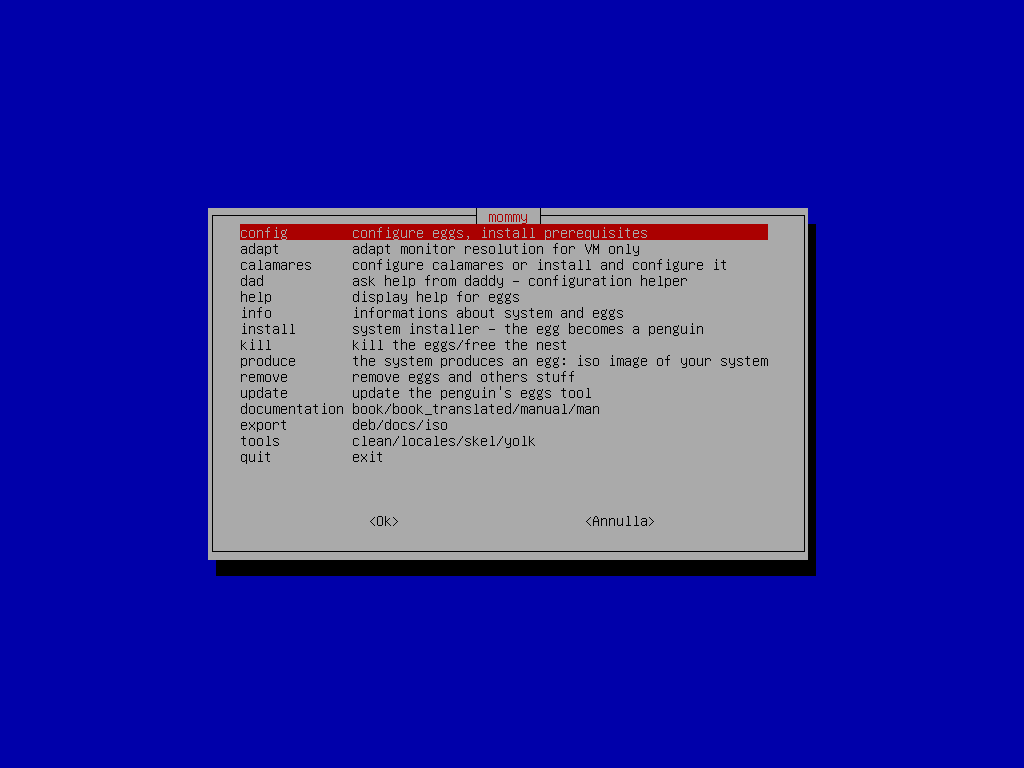 mommy
config configure eggs, install prerequisites
adapt adapt monitor resolution for VM only
calamares configure calamares or install and configure it
dad ask help from daddy - configuration helper
help display help for eggs
info informations about system and eggs
install system installer - the egg becomes a penguin
kill kill the eggs/free the nest
produce the system produces an egg: iso image of your system
remove remove eggs and others stuff
update update the penguin's eggs tool
documentation book/book_translated/manual/man
export deb/docs/iso
tools clean/locales/skel/yolk
quit exit
<Ok> <Annulla>